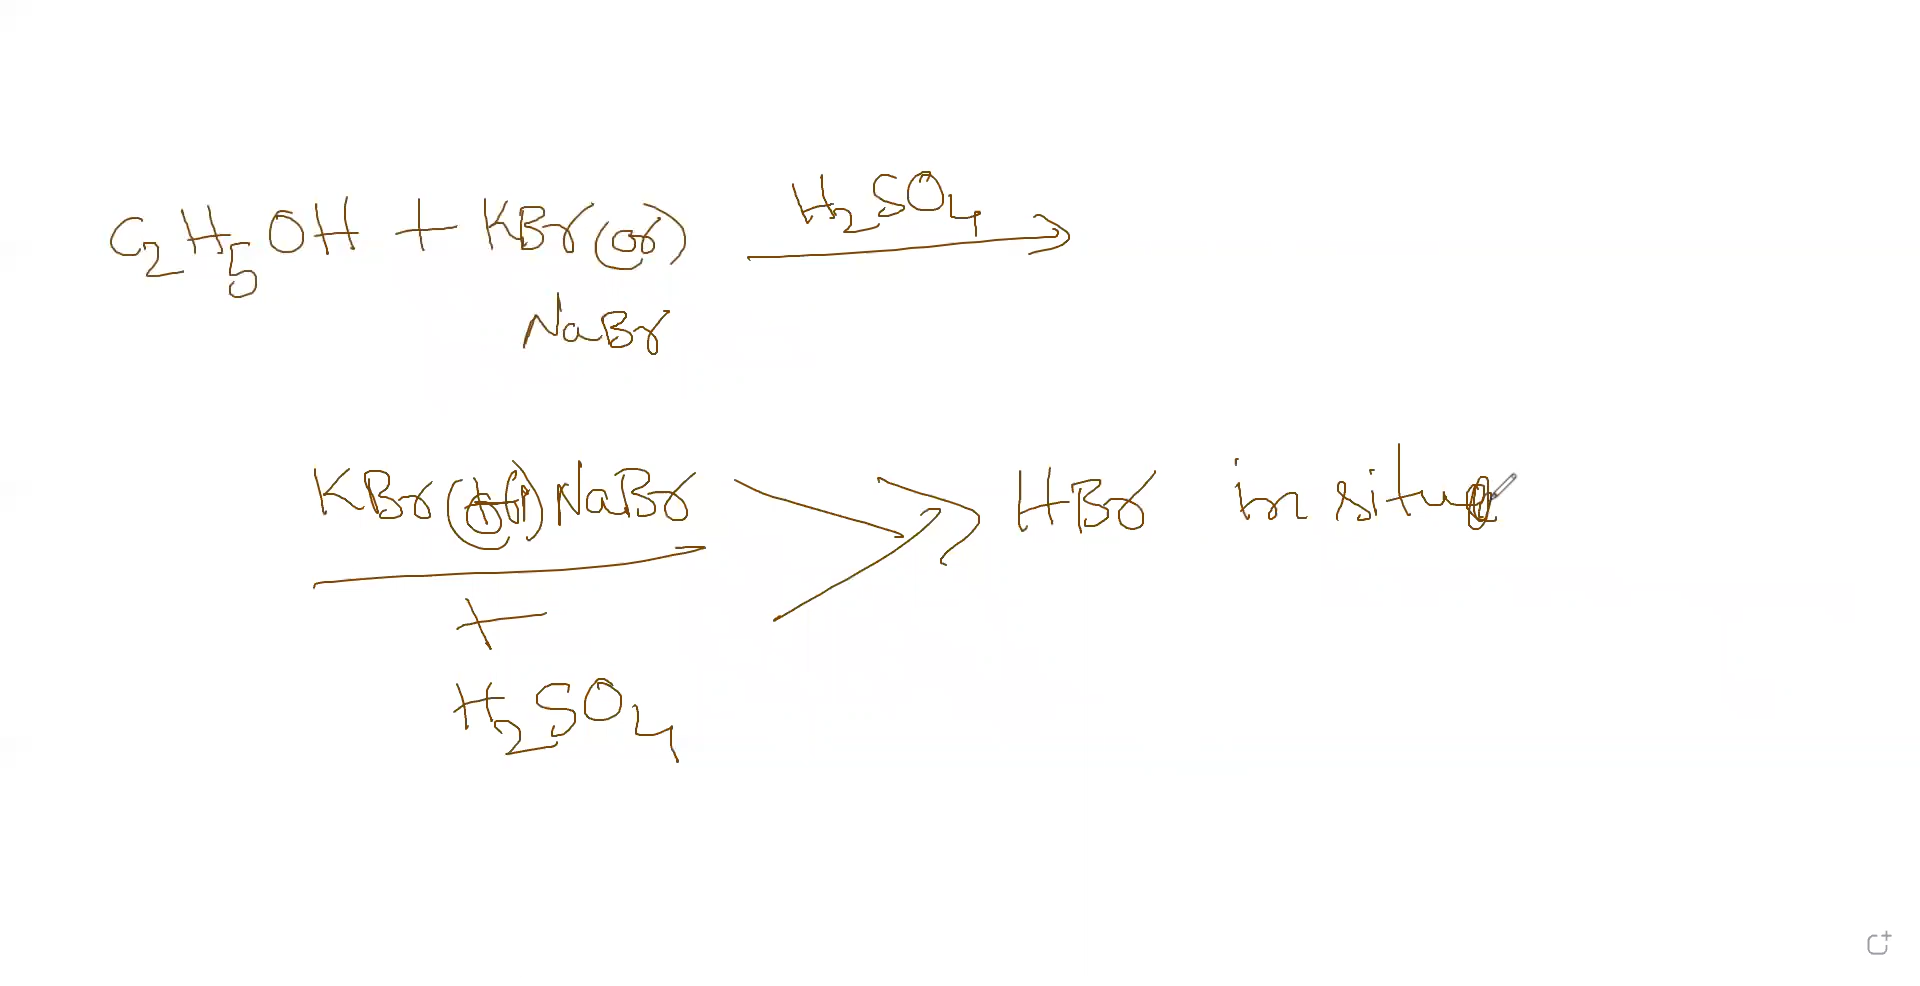 C2H5OH + KBr (or) H2SO4
NaBr
KBr (or) NaBr HBr in situ
+
H2SO4